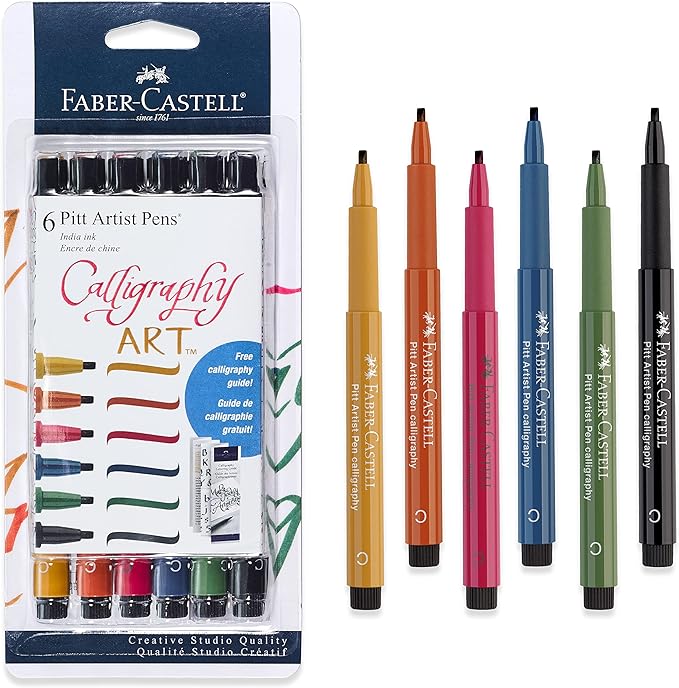 FABER-CASTELL®
since 1761
6 Pitt Artist Pens®
India ink
Encre de chine
Calligraphy
ART™
Free
calligraphy
guide!
Guide de
calligraphie
gratuit!
Creative Studio Quality
Qualité Studio Créatif
FABER-CASTELL
Pitt Artist Pen calligraphy
C
FABER-CASTELL
Pitt Artist Pen calligraphy
C
FABER-CASTELL
FABER-CASTELL
Pitt Artist Pen calligraphy
C
FABER-CASTELL
Pitt Artist Pen calligraphy
C
FABER-CASTELL
Pitt Artist Pen calligraphy
C